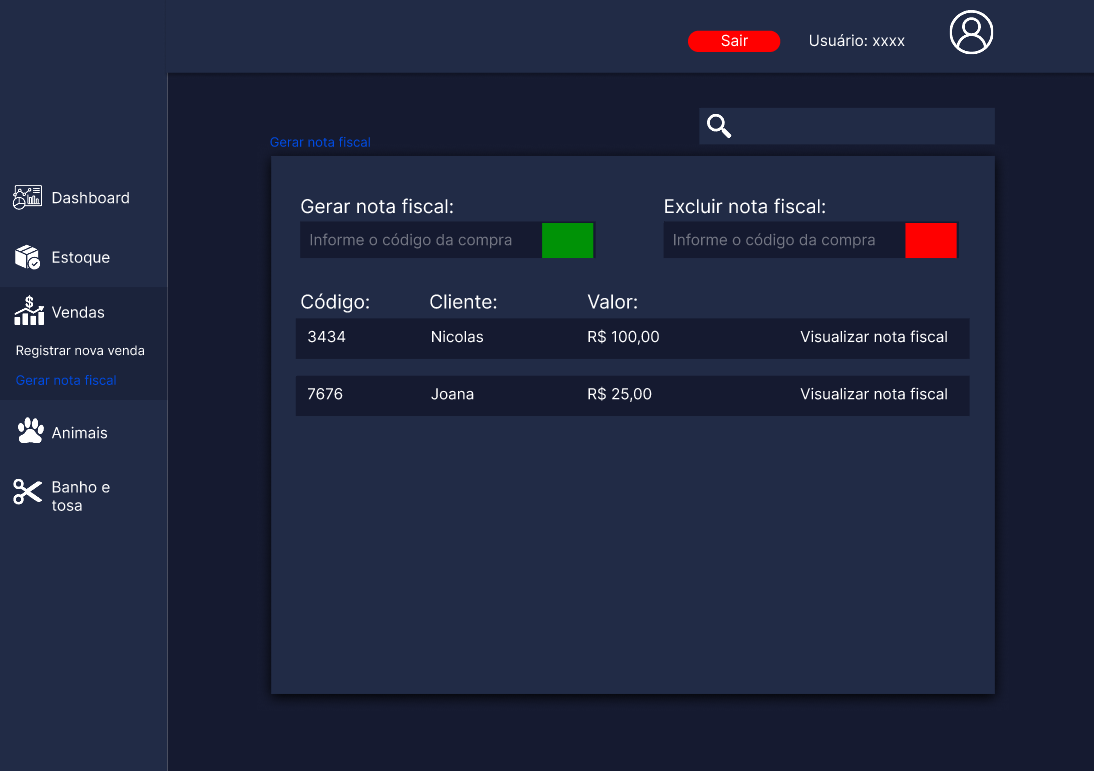 Sair
Usuário: xxxx
Gerar nota fiscal
Dashboard
Estoque
Vendas
Registrar nova venda
Gerar nota fiscal
Animais
Banho e
tosa
Gerar nota fiscal:
Excluir nota fiscal:
Informe o código da compra
Informe o código da compra
Código:
Cliente:
Valor:
3434
Nicolas
R$ 100,00
Visualizar nota fiscal
7676
Joana
R$ 25,00
Visualizar nota fiscal